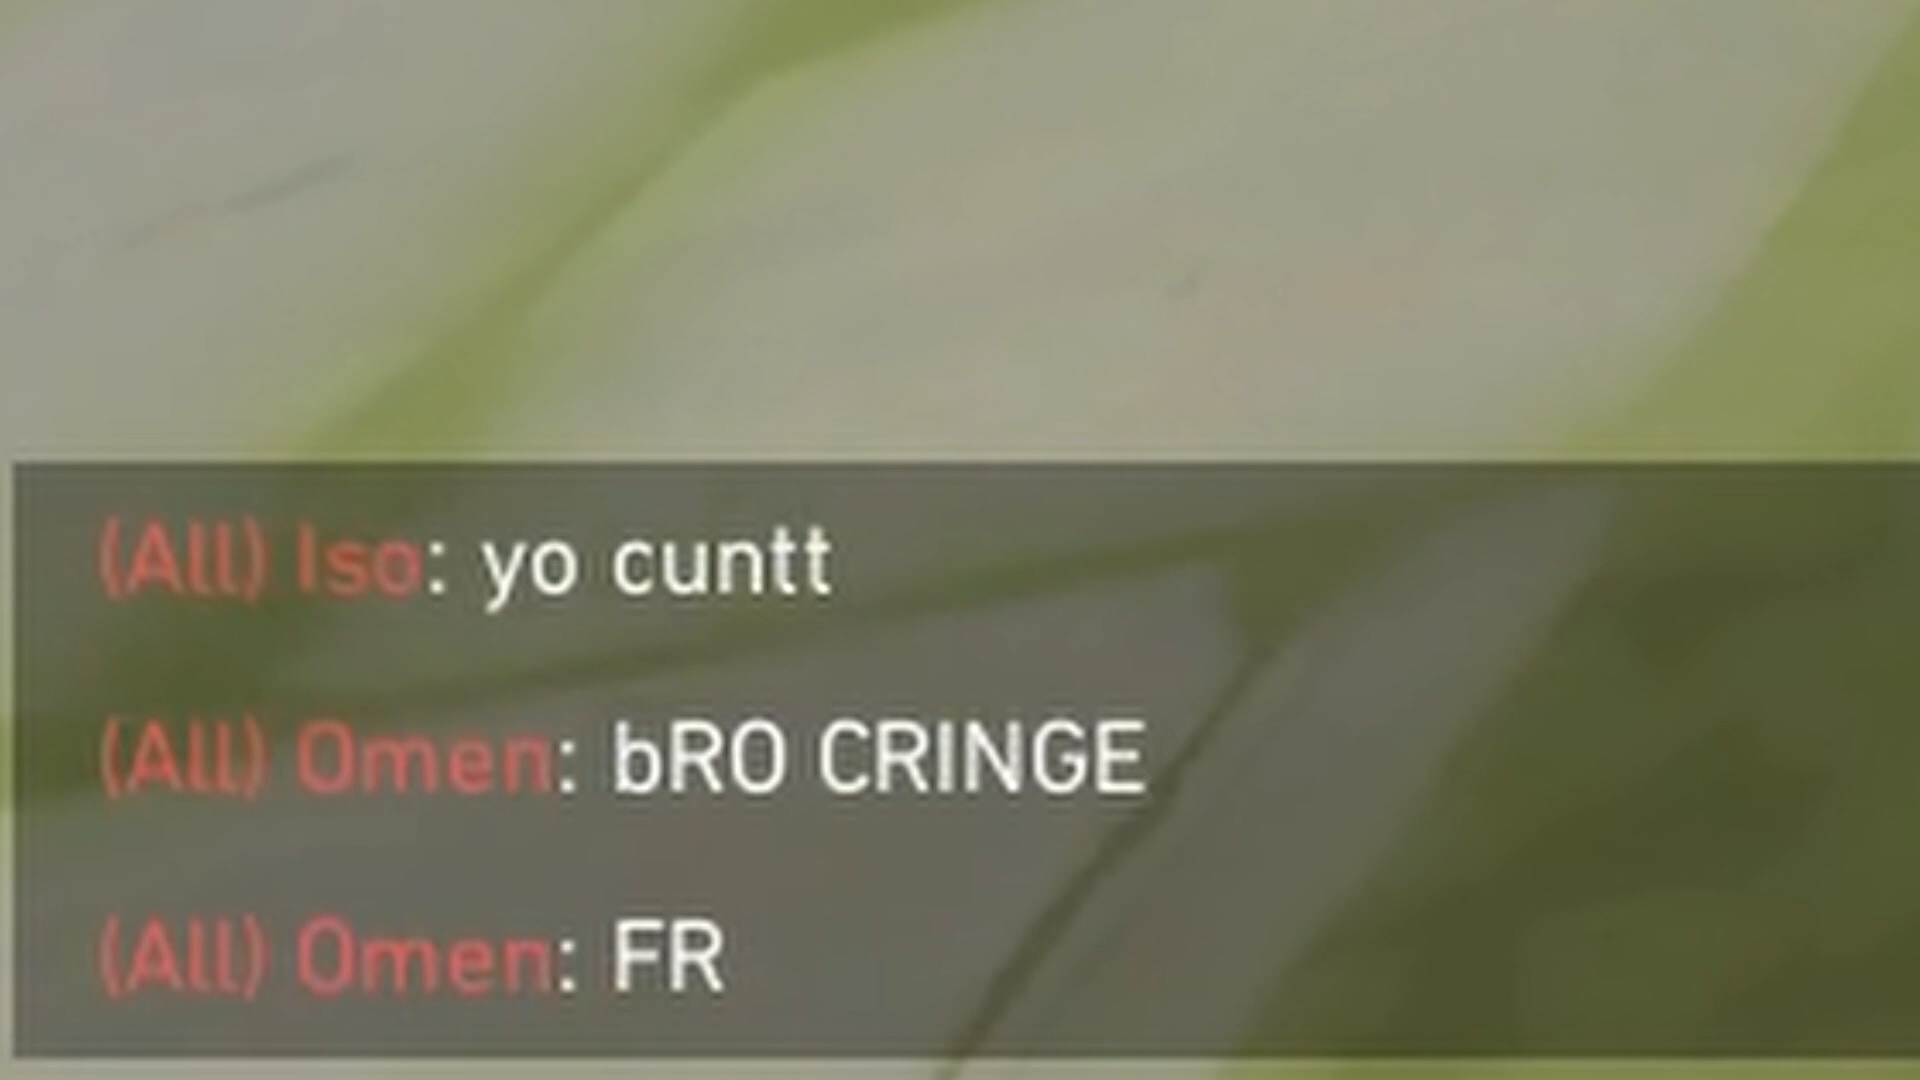 (All) Iso: yo cuntt
(All) Omen: bRO CRINGE
(All) Omen: FR